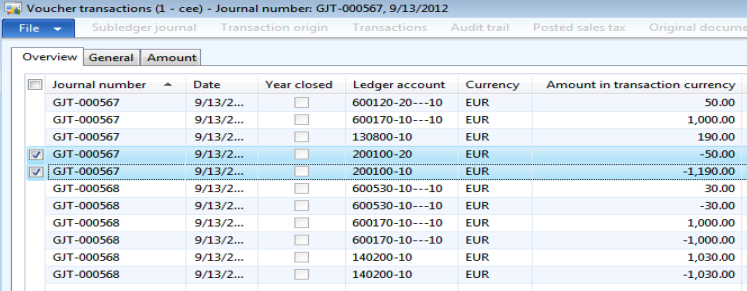 Voucher transactions (1 - cee) - Journal number: GJT-000567, 9/13/2012
File Subledger journal Transaction origin Transactions Audit trail Posted sales tax Original docume
Overview General Amount
Journal number Date Year closed Ledger account Currency Amount in transaction currency
GJT-000567 9/13/2... 600120-20---10 EUR 50.00
GJT-000567 9/13/2... 600170-10---10 EUR 1,000.00
GJT-000567 9/13/2... 130800-10 EUR 190.00
GJT-000567 9/13/2... 200100-20 EUR -50.00
GJT-000567 9/13/2... 200100-10 EUR -1,190.00
GJT-000568 9/13/2... 600530-10---10 EUR 30.00
GJT-000568 9/13/2... 600530-10---10 EUR -30.00
GJT-000568 9/13/2... 600170-10---10 EUR 1,000.00
GJT-000568 9/13/2... 600170-10---10 EUR -1,000.00
GJT-000568 9/13/2... 140200-10 EUR 1,030.00
GJT-000568 9/13/2... 140200-10 EUR -1,030.00